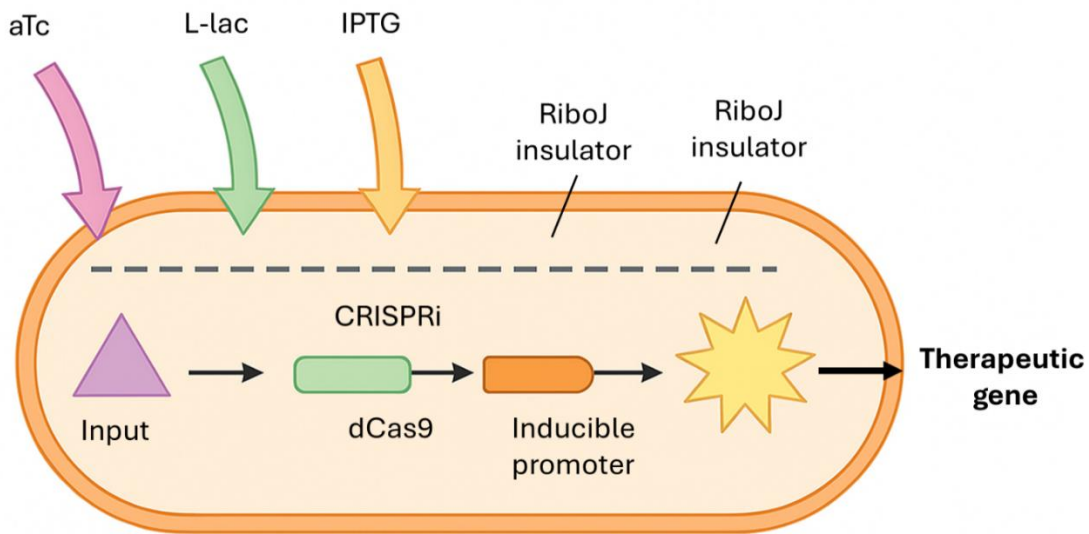 aTc
L-lac
IPTG
RiboJ
insulator
RiboJ
insulator
CRISPRi
Input
dCas9
Inducible
promoter
Therapeutic
gene